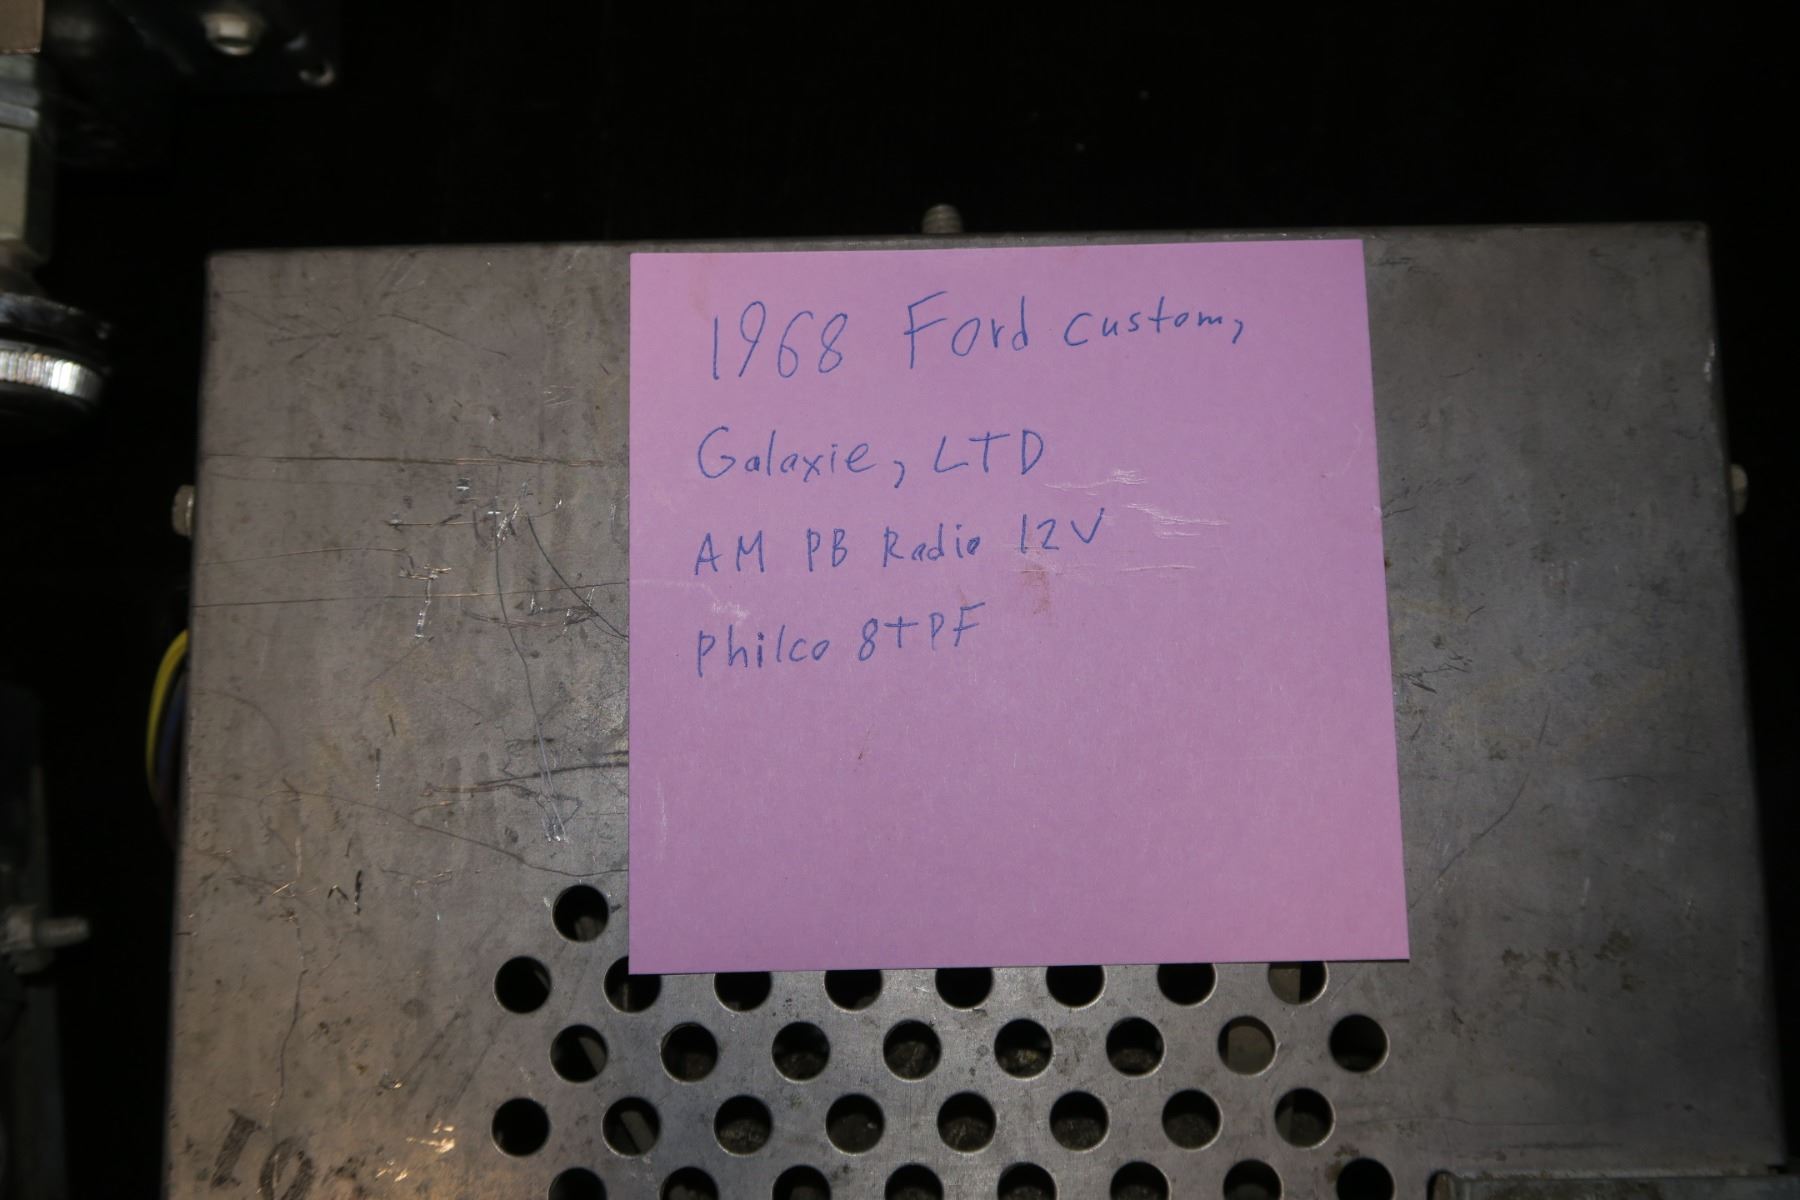 1968 Ford custom,
Galaxie, LTD
AM PB Radio 12V
Philco 8TPF